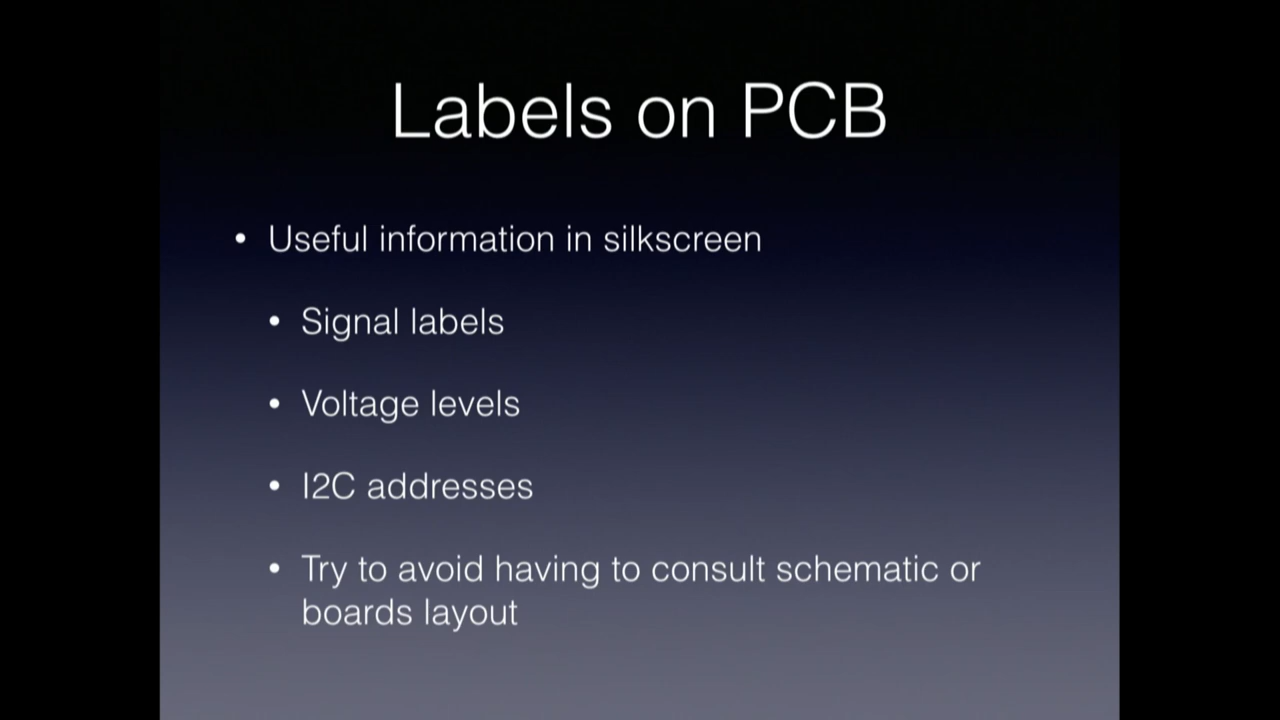 Labels on PCB
• Useful information in silkscreen
• Signal labels
• Voltage levels
• I2C addresses
• Try to avoid having to consult schematic or
boards layout